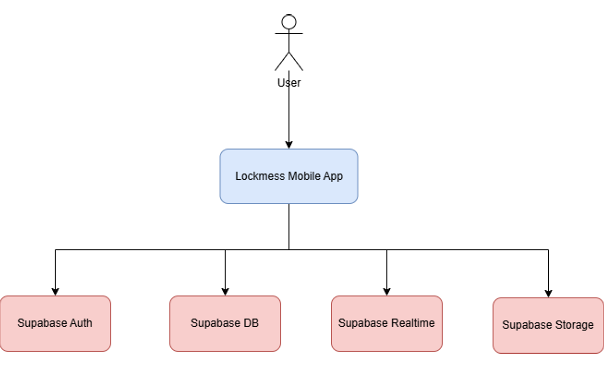 User
Lockmess Mobile App
Supabase Auth
Supabase DB
Supabase Realtime
Supabase Storage